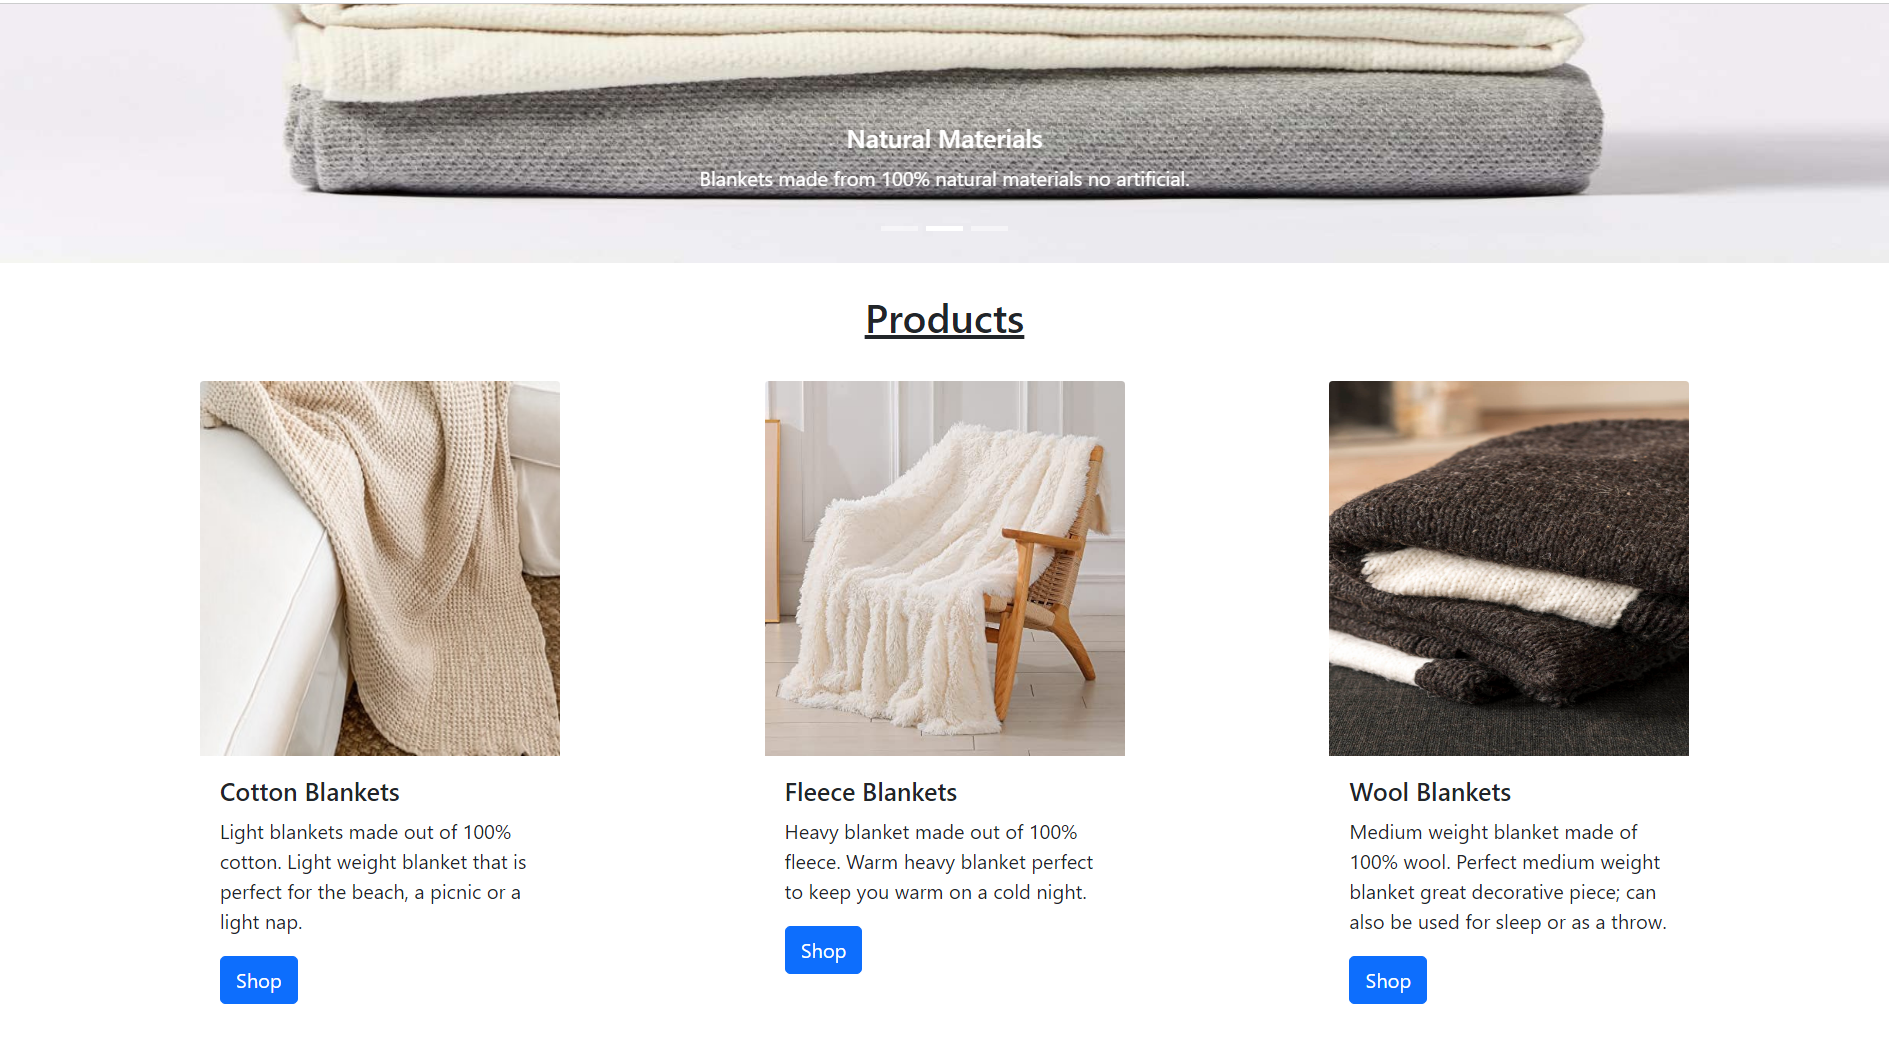 Natural Materials
Blankets made from 100% natural materials no artificial.
Products
Cotton Blankets
Light blankets made out of 100%
cotton. Light weight blanket that is
perfect for the beach, a picnic or a
light nap.
Shop
Fleece Blankets
Heavy blanket made out of 100%
fleece. Warm heavy blanket perfect
to keep you warm on a cold night.
Shop
Wool Blankets
Medium weight blanket made of
100% wool. Perfect medium weight
blanket great decorative piece; can
also be used for sleep or as a throw.
Shop